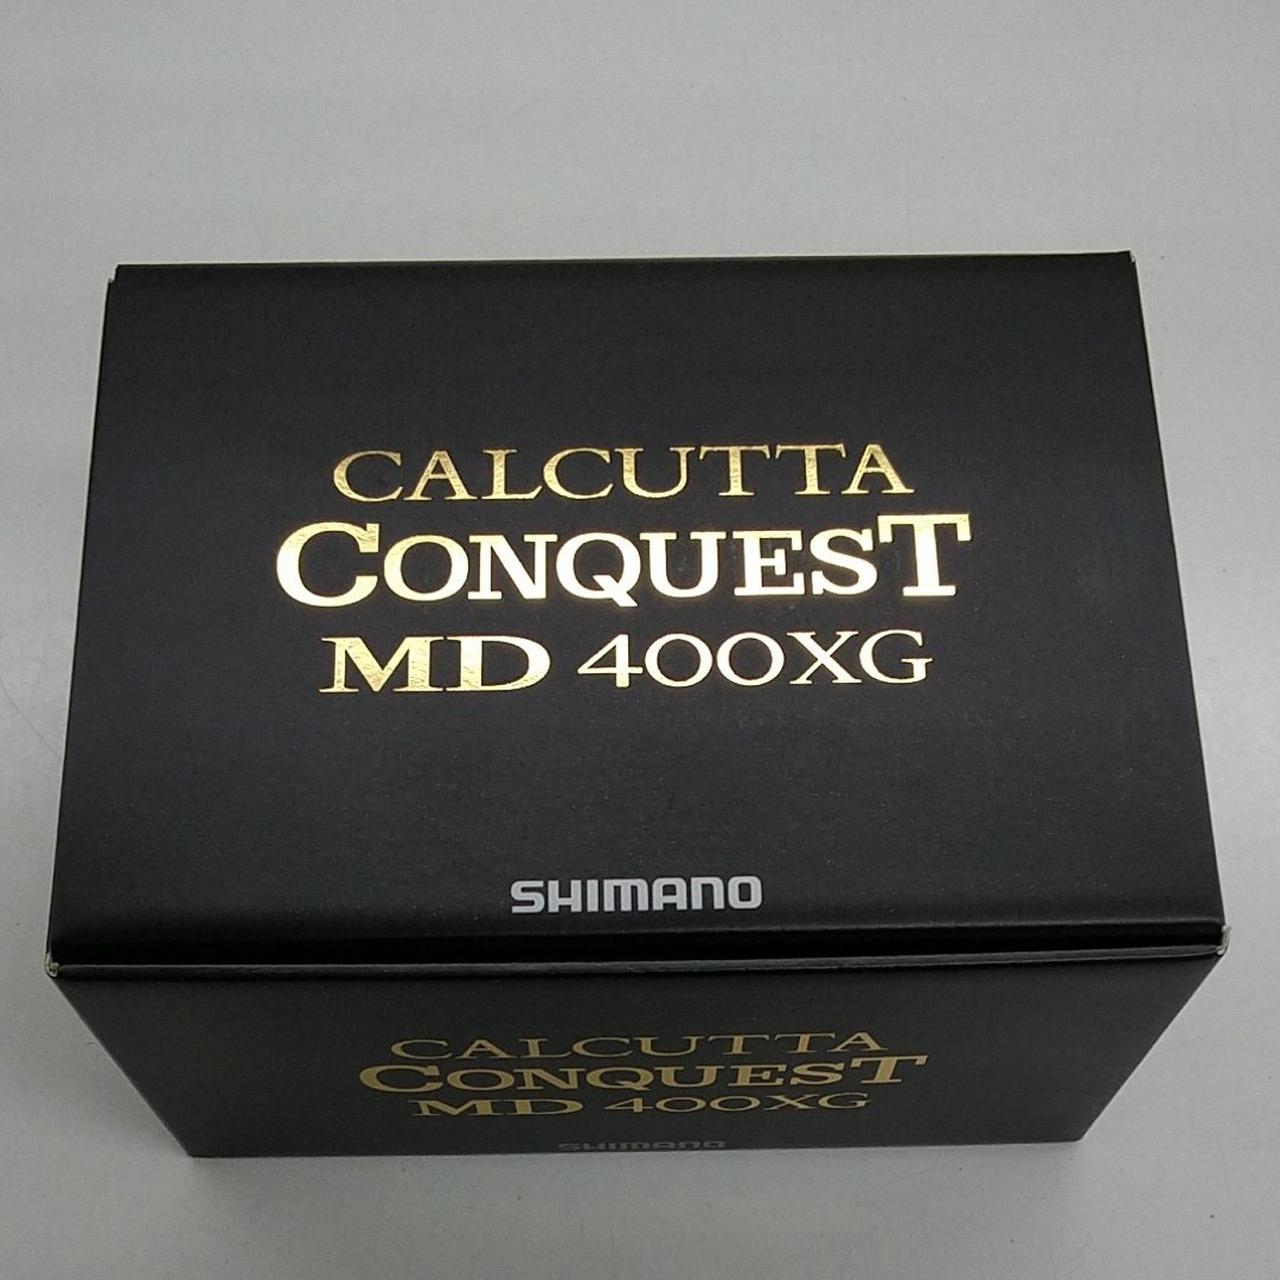 CALCUTTA
CONQUEST
MD 400XG
SHIMANO
CALCUTTA
CONQUEST
MD 400XG
SHIMANO